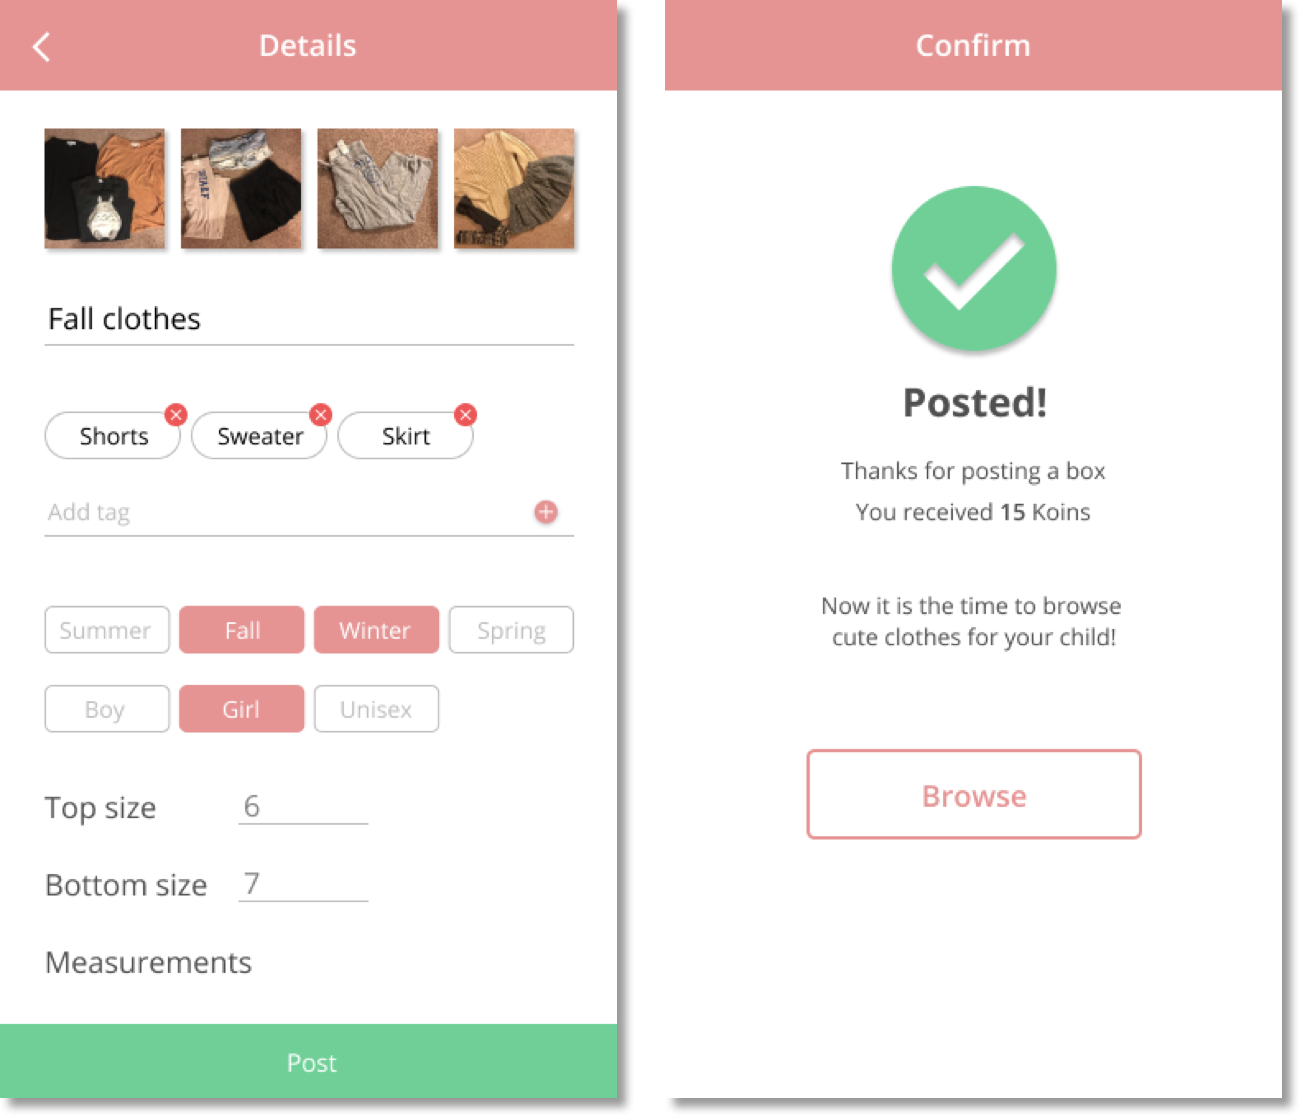 Details
Fall clothes
Shorts
Sweater
Skirt
Add tag
Summer
Fall
Winter
Spring
Boy
Girl
Unisex
Top size
6
Bottom size
7
Measurements
Post
Confirm
Posted!
Thanks for posting a box
You received 15 Koins
Now it is the time to browse
cute clothes for your child!
Browse